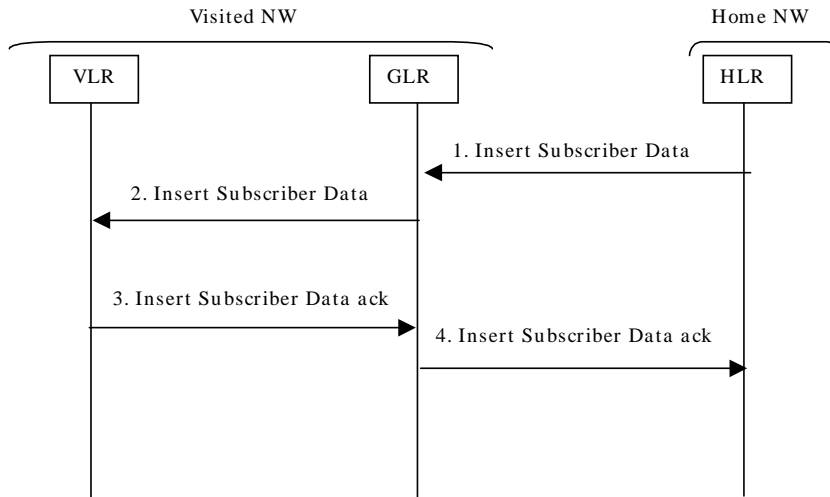 Visited NW
Home NW
VLR
GLR
HLR
1. Insert Subscriber Data
2. Insert Subscriber Data
3. Insert Subscriber Data ack
4. Insert Subscriber Data ack